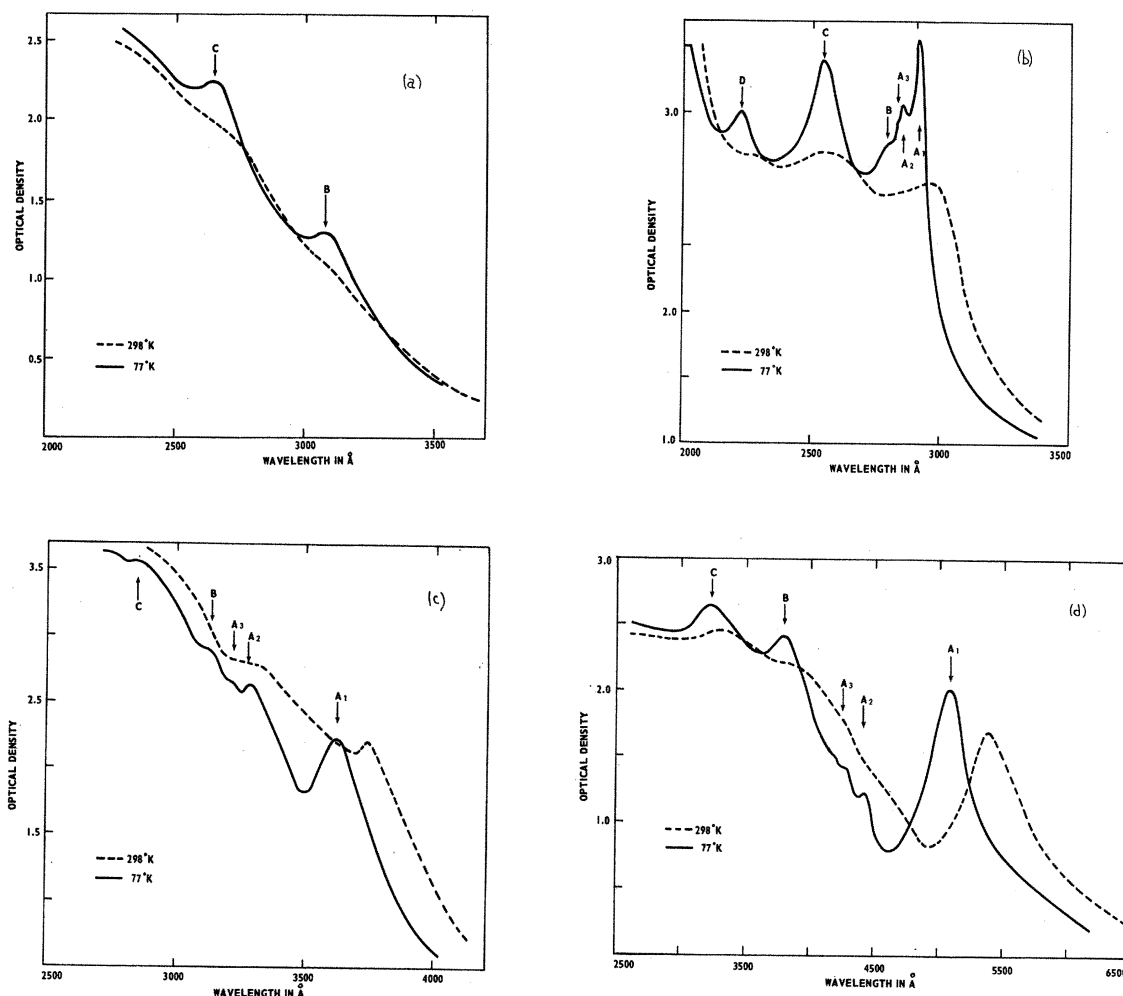 2.5
2.0
1.5
1.0
0.5
OPTICAL DENSITY
C
B
(a)
298°K
77°K
2000 2500 3000 3500
WAVELENGTH IN Å
3.0
2.0
1.0
OPTICAL DENSITY
D
C
B
A3
A2
A1
(b)
298°K
77°K
2000 2500 3000 3500
WAVELENGTH IN Å
3.5
2.5
1.5
OPTICAL DENSITY
C
B
A3
A2
A1
(c)
298°K
77°K
2500 3000 3500 4000
WAVELENGTH IN Å
3.0
2.0
1.0
OPTICAL DENSITY
C
B
A3
A2
A1
(d)
298°K
77°K
2500 3500 4500 5500 6500
WAVELENGTH IN Å